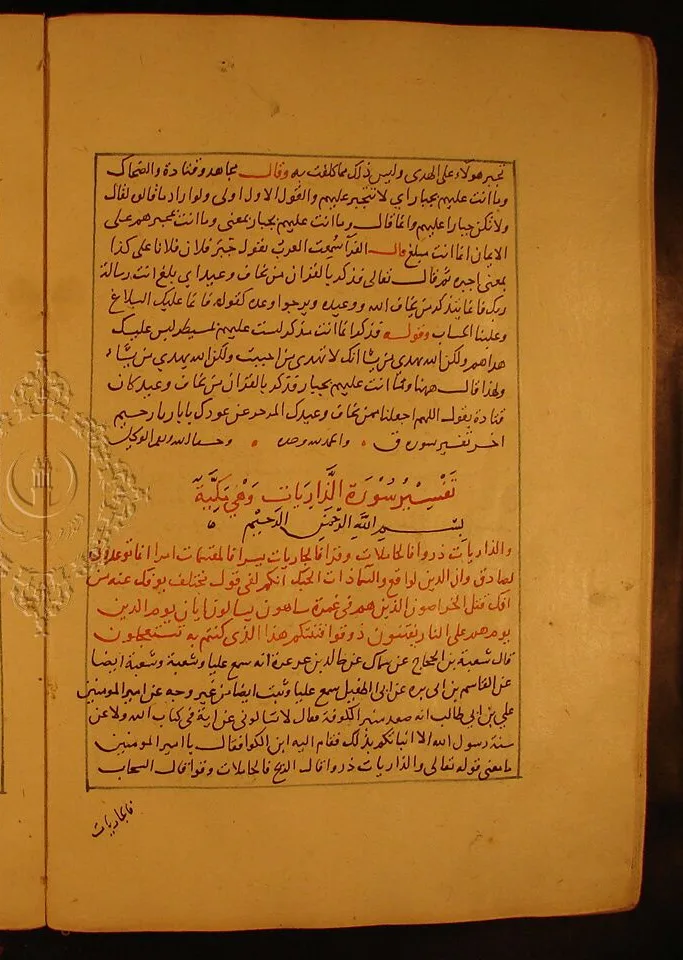 تجبر هولاء على الهدى وليس ذلك مما كلفت به وقال مجاهد وقتادة والضحاك
وما انت عليهم بجبار اي لا تتجبر عليهم والقول الاول اولى ولو اراد ما قالوه لقال
ولا تكن جبارا عليهم وانما قال وما انت عليهم بجبار بمعنى وما انت بمجبرهم على
الايمان انما انت مبلغ قال الفرآ سمعت العرب تقول جبر فلان فلانا على كذا
بمعنى اجبره ثم قال تعالى فذكر بالقران من يخاف وعيد اي بلغ انت رسالة
ربك فانما يتذكر من يخاف الله ووعيده ويرجوا وعده كقوله فانما عليك البلاغ
وعلينا الحساب وقوله فذكر انما انت مذكر لست عليهم بمسيطر ليس عليك
هداهم ولكن الله يهدي من يشا انك لا تهدي من احببت ولكن الله يهدي من يشاء
ولهذا قال ههنا وما انت عليهم بجبار فذكر بالقران من يخاف وعيد كان
قتادة يقول اللهم اجعلنا ممن يخاف وعيدك ويرجو موعودك يا بار يا رحيم
اخر تفسير سورة ق والحمد لله وحده وحسبنا الله ونعم الوكيل
تفسير سورة الذاريات وهي مكية
بسم الله الرحمن الرحيم
والذاريات ذروا فالحاملات وقرا فالجاريات يسرا فالمقسمات امرا انما توعدون
لصادق وان الدين لواقع والسماء ذات الحبك انكم لفي قول مختلف يوفك عنه من
افك قتل الخراصون الذين هم في غمرة ساهون يسالون ايان يوم الدين
يوم هم على النار يفتنون ذوقوا فتنتكم هذا الذي كنتم به تستعجلون
قال شعبة بن الحجاج عن سماك عن خالد بن عرعرة انه سمع عليا وشعبة ايضا
عن القاسم بن ابي بزه عن ابي الطفيل سمع عليا وثبت ايضا من غير وجه عن امير المومنين
علي بن ابي طالب انه صعد منبر الكوفة فقال لا تسالوني عن اية في كتاب الله ولا عن
سنة رسول الله الا انباتكم بذلك فقام اليه ابن الكوا فقال يا امير المومنين
ما معنى قوله تعالى والذاريات ذروا قال الريح فالحاملات وقرا قال السحاب
فالجاريات